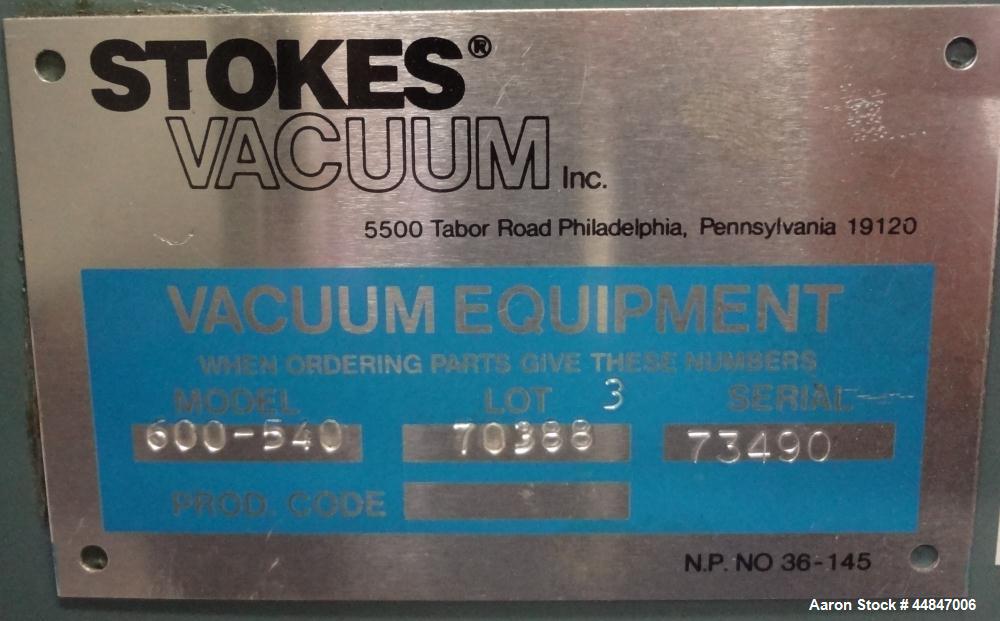 STOKES®
VACUUM Inc.
5500 Tabor Road Philadelphia, Pennsylvania 19120
VACUUM EQUIPMENT
WHEN ORDERING PARTS GIVE THESE NUMBERS
MODEL LOT 3 SERIAL
600-540 70388 73490
PROD. CODE
N.P. NO 36-145
Aaron Stock # 44847006